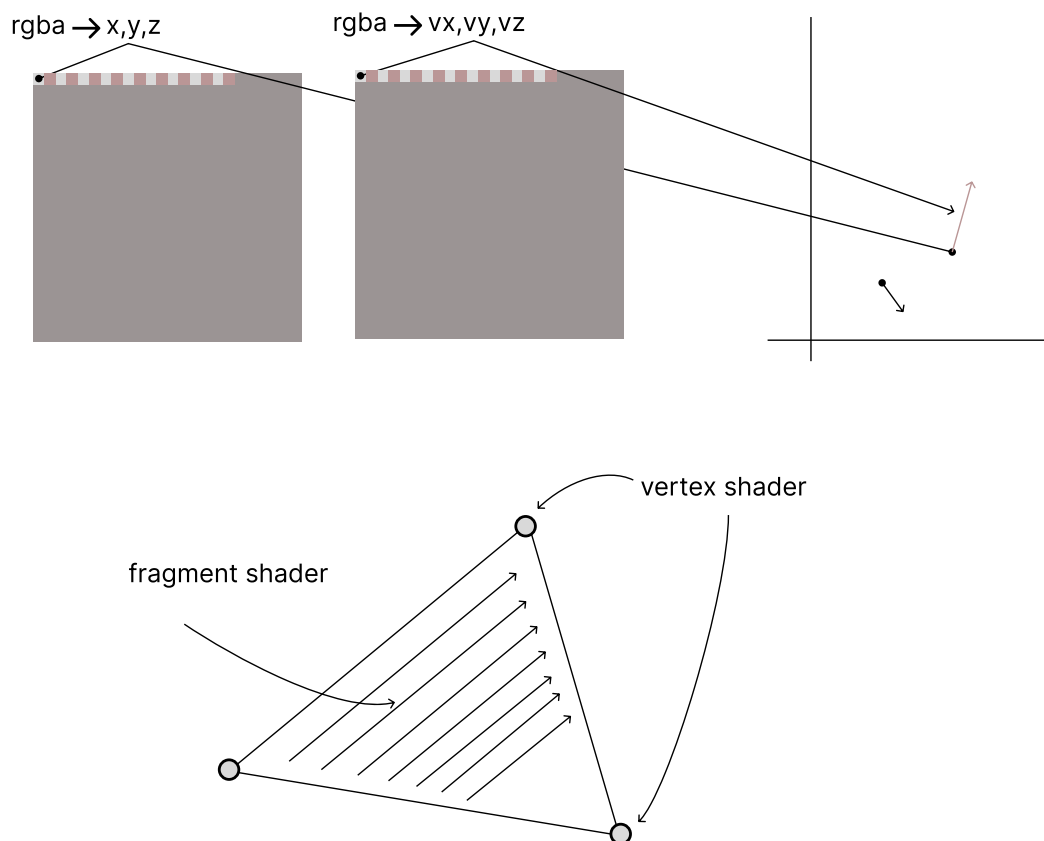 rgba → x,y,z
rgba → vx,vy,vz
vertex shader
fragment shader